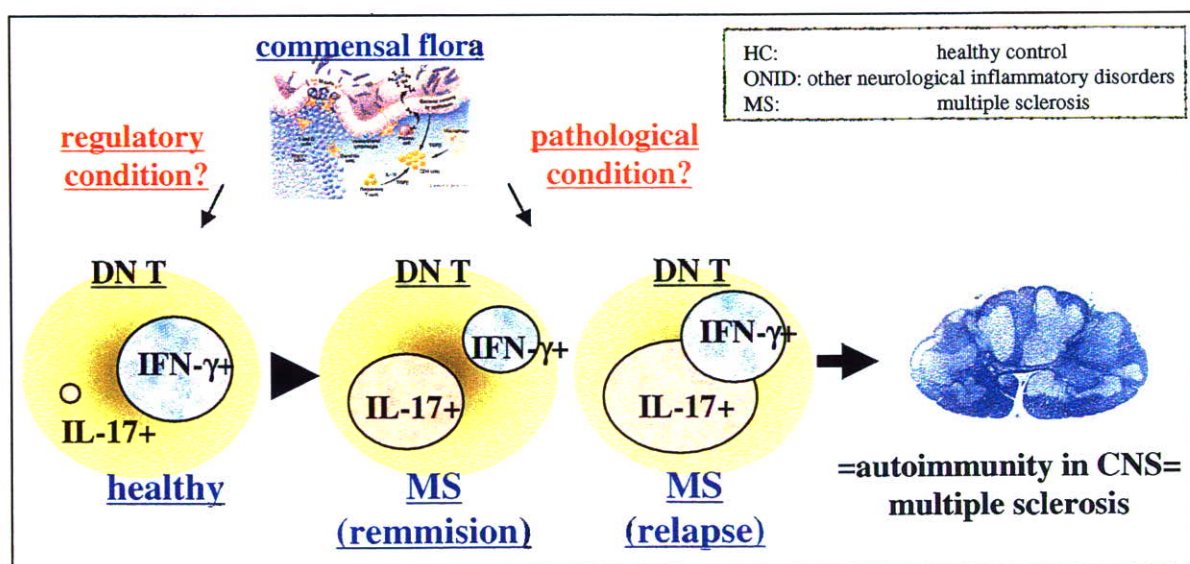 commensal flora
HC: healthy control
ONID: other neurological inflammatory disorders
MS: multiple sclerosis
regulatory
condition?
pathological
condition?
DN T
IFN-γ+
IL-17+
healthy
DN T
IFN-γ+
IL-17+
MS
(remmision)
DN T
IFN-γ+
IL-17+
MS
(relapse)
=autoimmunity in CNS=
multiple sclerosis